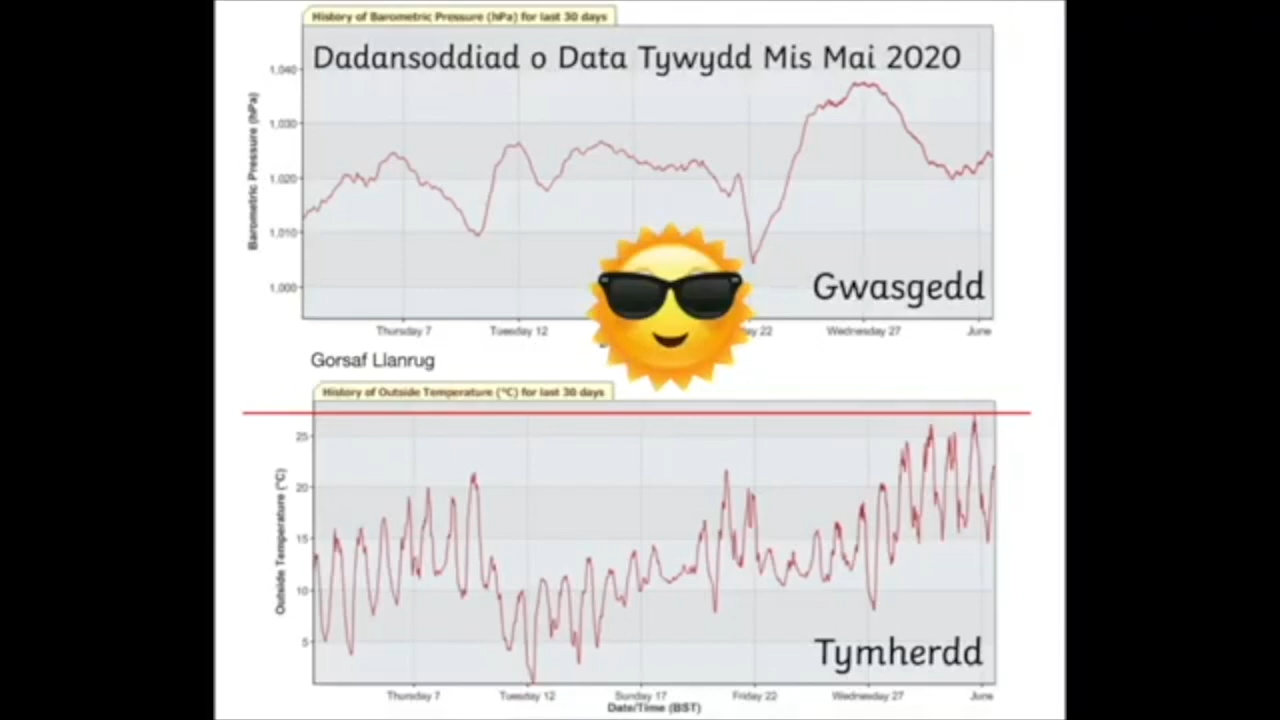 History of Barometric Pressure (hPa) for last 30 days
Dadansoddiad o Data Tywydd Mis Mai 2020
1,040
1,030
1,020
1,010
1,000
Barometric Pressure (hPa)
Gwasgedd
Thursday 7 Tuesday 12 22 Wednesday 27 June
Gorsaf Llanrug
History of Outside Temperature (°C) for last 30 days
25
20
15
10
5
Outside Temperature (°C)
Tymherdd
Thursday 7 Tuesday 12 Sunday 17 Friday 22 Wednesday 27 June
Date/Time (BST)